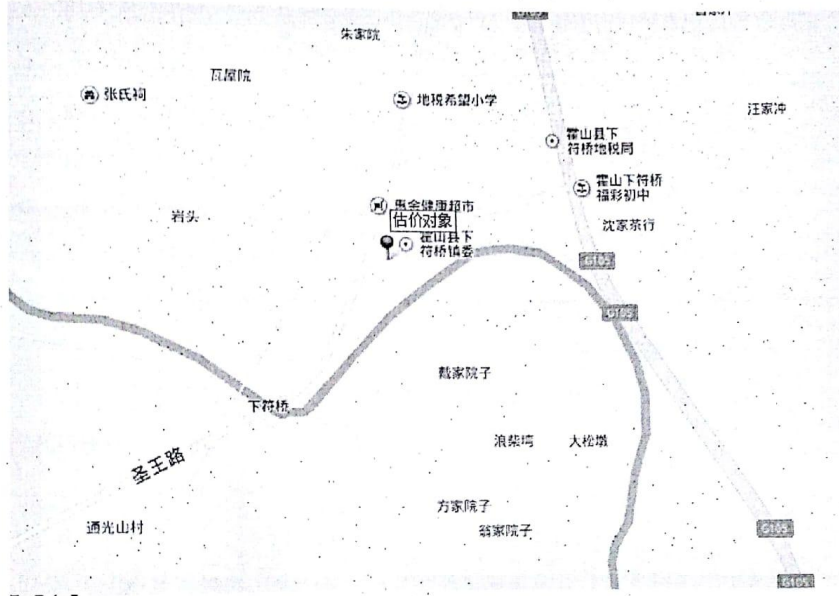 朱家院
瓦屋院
张氏祠
地税希望小学
汪家冲
霍山县下
符桥地税局
霍山下符桥
福彩初中
惠金健康超市
估价对象
岩头
沈家茶行
霍山县下
符桥镇委
G105
G105
戴家院子
下符桥
浪柴塆
大松墩
圣王路
方家院子
通光山村
翁家院子
G105
G105